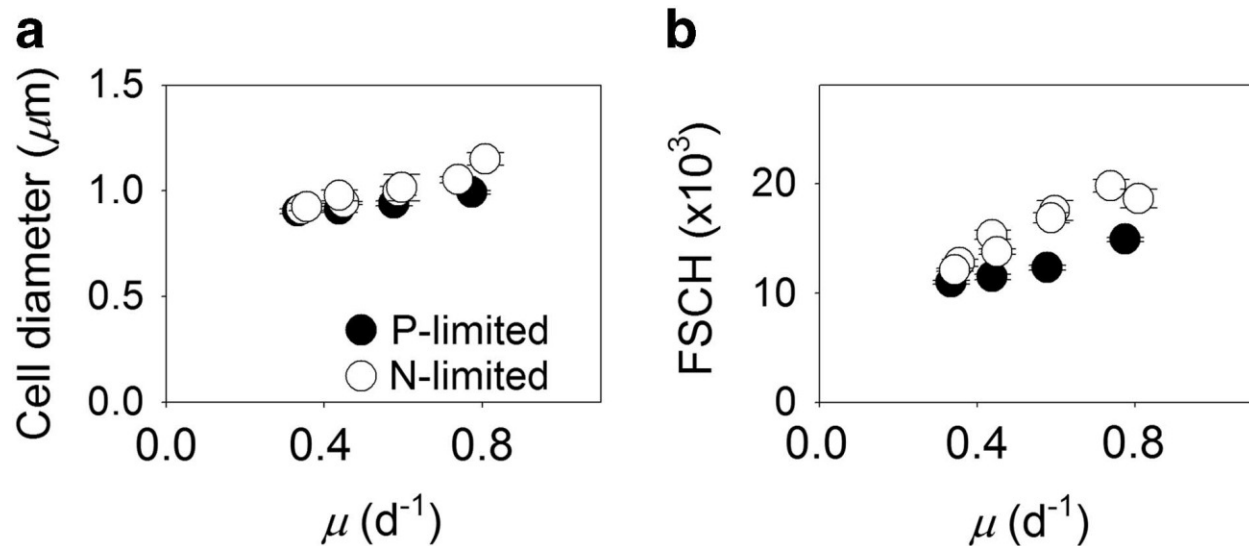 a
Cell diameter (μm)
1.5
1.0
0.5
0.0
P-limited
N-limited
0.0 0.4 0.8
μ (d⁻¹)
b
FSCH (x10³)
20
10
0
0.0 0.4 0.8
μ (d⁻¹)